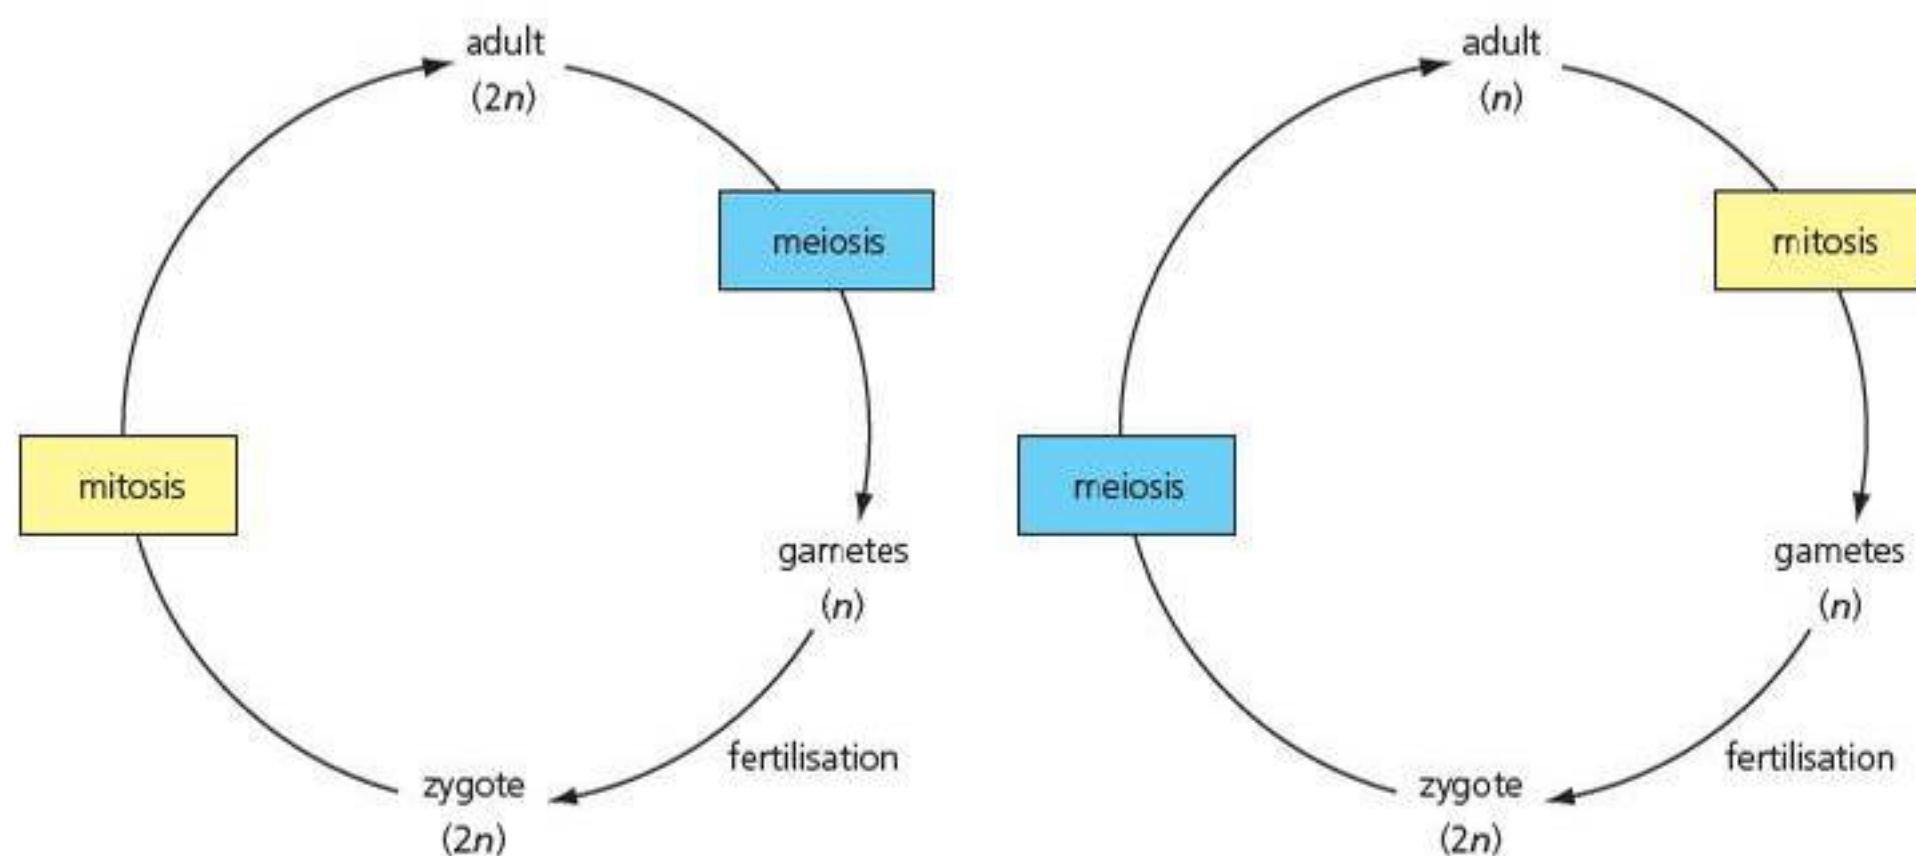 adult
(2n)
meiosis
gametes
(n)
fertilisation
zygote
(2n)
mitosis
adult
(n)
mitosis
gametes
(n)
fertilisation
zygote
(2n)
meiosis